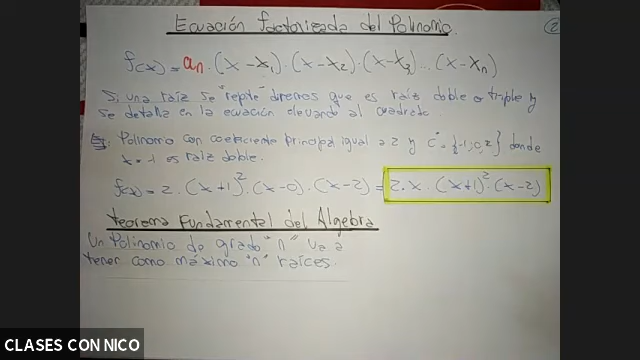 Ecuación factorizada del Polinomio.
2
f(x) = an · (x - x1) · (x - x2) · (x - x3) ... (x - xn)
Si una raíz se "repite" diremos que es raíz doble o triple y
se detalla en la ecuación elevando al cuadrado.
Ej: Polinomio con coeficiente principal igual a 2 y C° = {-1; 0; 2} donde
x = -1 es raíz doble.
f(x) = 2 · (x+1)² · (x-0) · (x-2) = 2·x·(x+1)²·(x-2)
Teorema Fundamental del Álgebra
Un Polinomio de grado "n" va a
tener como máximo "n" raíces.
CLASES CON NICO